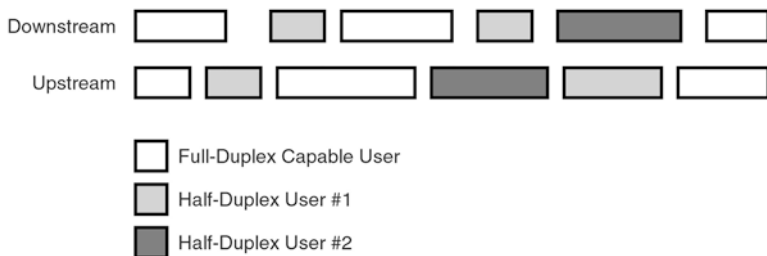 Downstream
Upstream
Full-Duplex Capable User
Half-Duplex User #1
Half-Duplex User #2